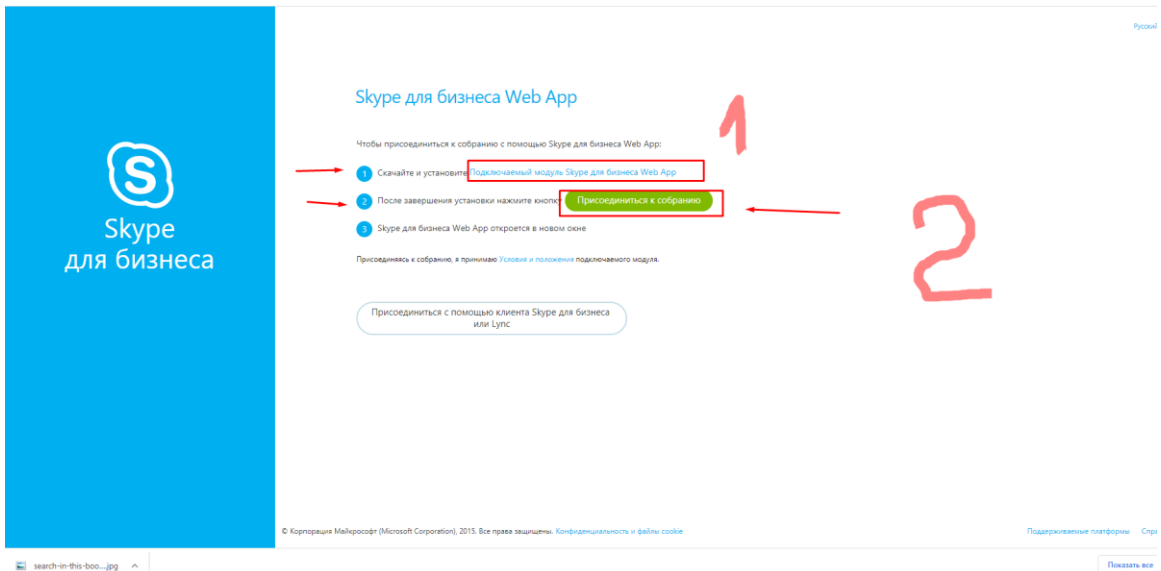 Русский
1
Skype для бизнеса Web App
Чтобы присоединиться к собранию с помощью Skype для бизнеса Web App:
1 Скачайте и установите Подключаемый модуль Skype для бизнеса Web App
2 После завершения установки нажмите кнопку Присоединиться к собранию
2
3 Skype для бизнеса Web App откроется в новом окне
S
Skype
для бизнеса
Присоединяясь к собранию, я принимаю Условия и положения подключаемого модуля.
Присоединиться с помощью клиента Skype для бизнеса
или Lync
© Корпорация Майкрософт (Microsoft Corporation), 2015. Все права защищены. Конфиденциальность и файлы cookie
Поддерживаемые платформы Спра
search-in-this-boo....jpg
Показать все